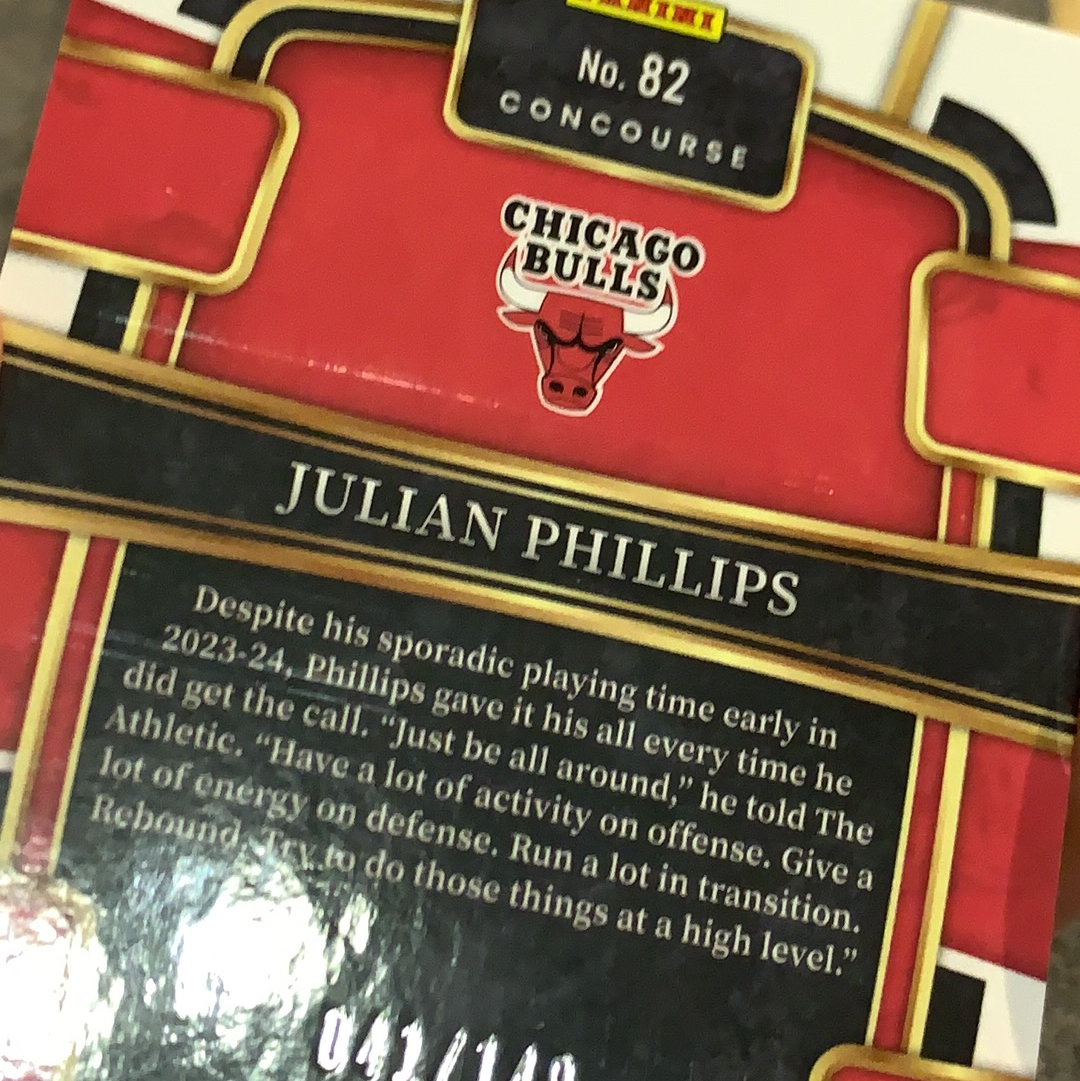 PANINI
No. 82
CONCOURSE
CHICAGO
BULLS
JULIAN PHILLIPS
Despite his sporadic playing time early in
2023-24, Phillips gave it his all every time he
did get the call. “Just be all around,” he told The
Athletic. “Have a lot of activity on offense. Give a
lot of energy on defense. Run a lot in transition.
Rebound. Try to do those things at a high level.”
041/149